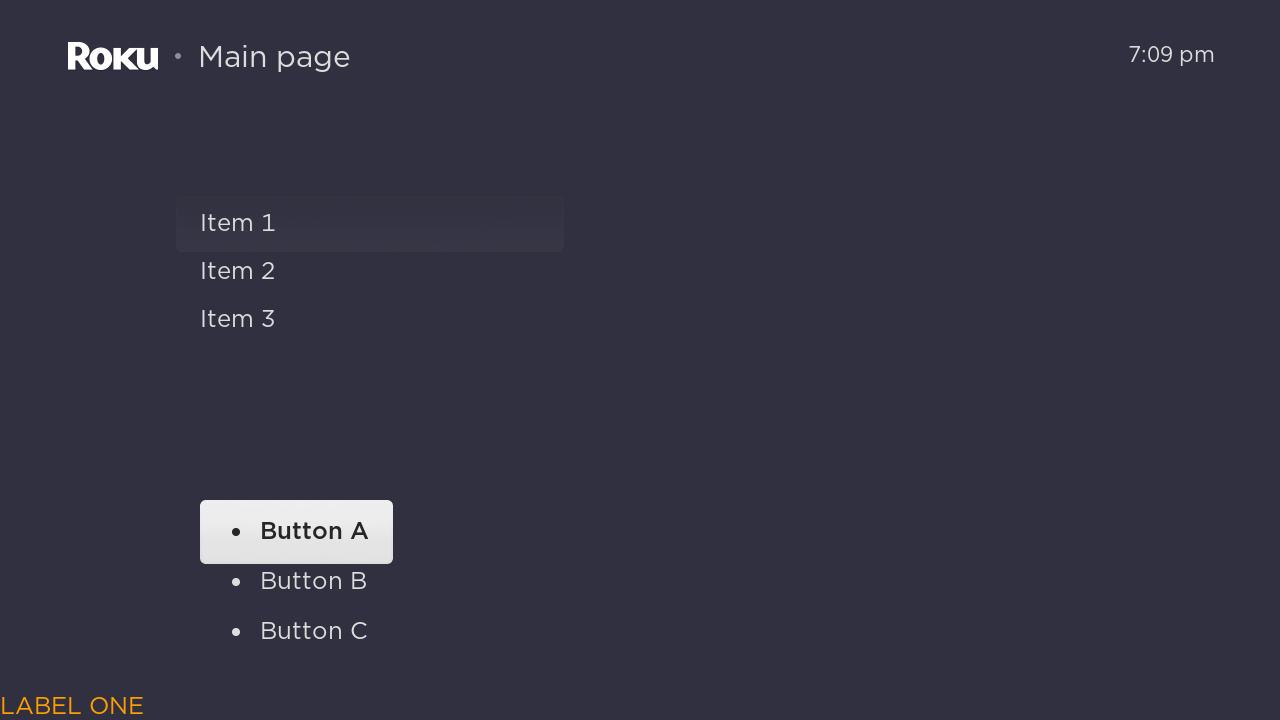 Roku • Main page
7:09 pm
Item 1
Item 2
Item 3
• Button A
• Button B
• Button C
LABEL ONE